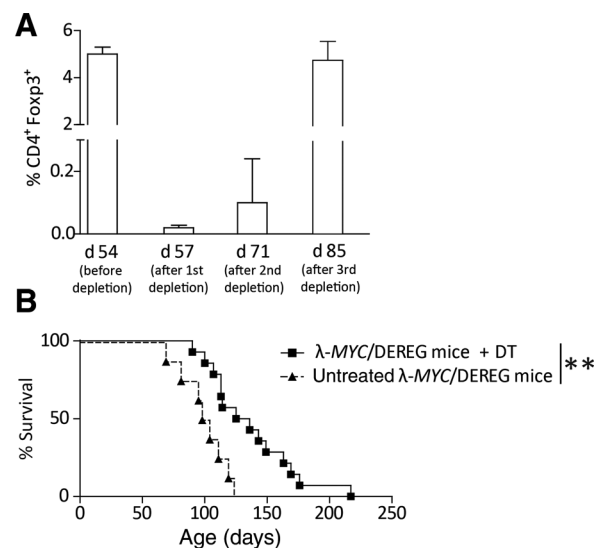 A
6
4
2
0.2
0.0
% CD4⁺ Foxp3⁺
d 54 d 57 d 71 d 85
(before (after 1st (after 2nd (after 3rd
depletion) depletion) depletion) depletion)
B
100
50
0
% Survival
λ-MYC/DEREG mice + DT
Untreated λ-MYC/DEREG mice
**
0 50 100 150 200 250
Age (days)